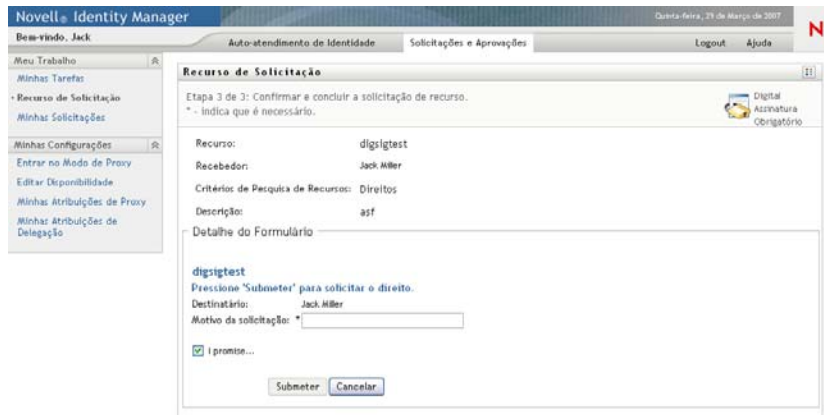 Novell® Identity Manager
Quinta-feira, 29 de Março de 2007
N
Bem-vindo, Jack
Auto-atendimento de Identidade
Solicitações e Aprovações
Logout
Ajuda
Meu Trabalho
Minhas Tarefas
Recurso de Solicitação
Minhas Solicitações
Minhas Configurações
Entrar no Modo de Proxy
Editar Disponibilidade
Minhas Atribuições de Proxy
Minhas Atribuições de
Delegação
Recurso de Solicitação
Etapa 3 de 3: Confirmar e concluir a solicitação de recurso.
* - indica que é necessário.
Digital
Assinatura
Obrigatório
Recurso: digsigtest
Recebedor: Jack Miller
Critérios de Pesquisa de Recursos: Direitos
Descrição: asf
Detalhe do Formulário
digsigtest
Pressione 'Submeter' para solicitar o direito.
Destinatário: Jack Miller
Motivo da solicitação: *
I promise...
Submeter
Cancelar